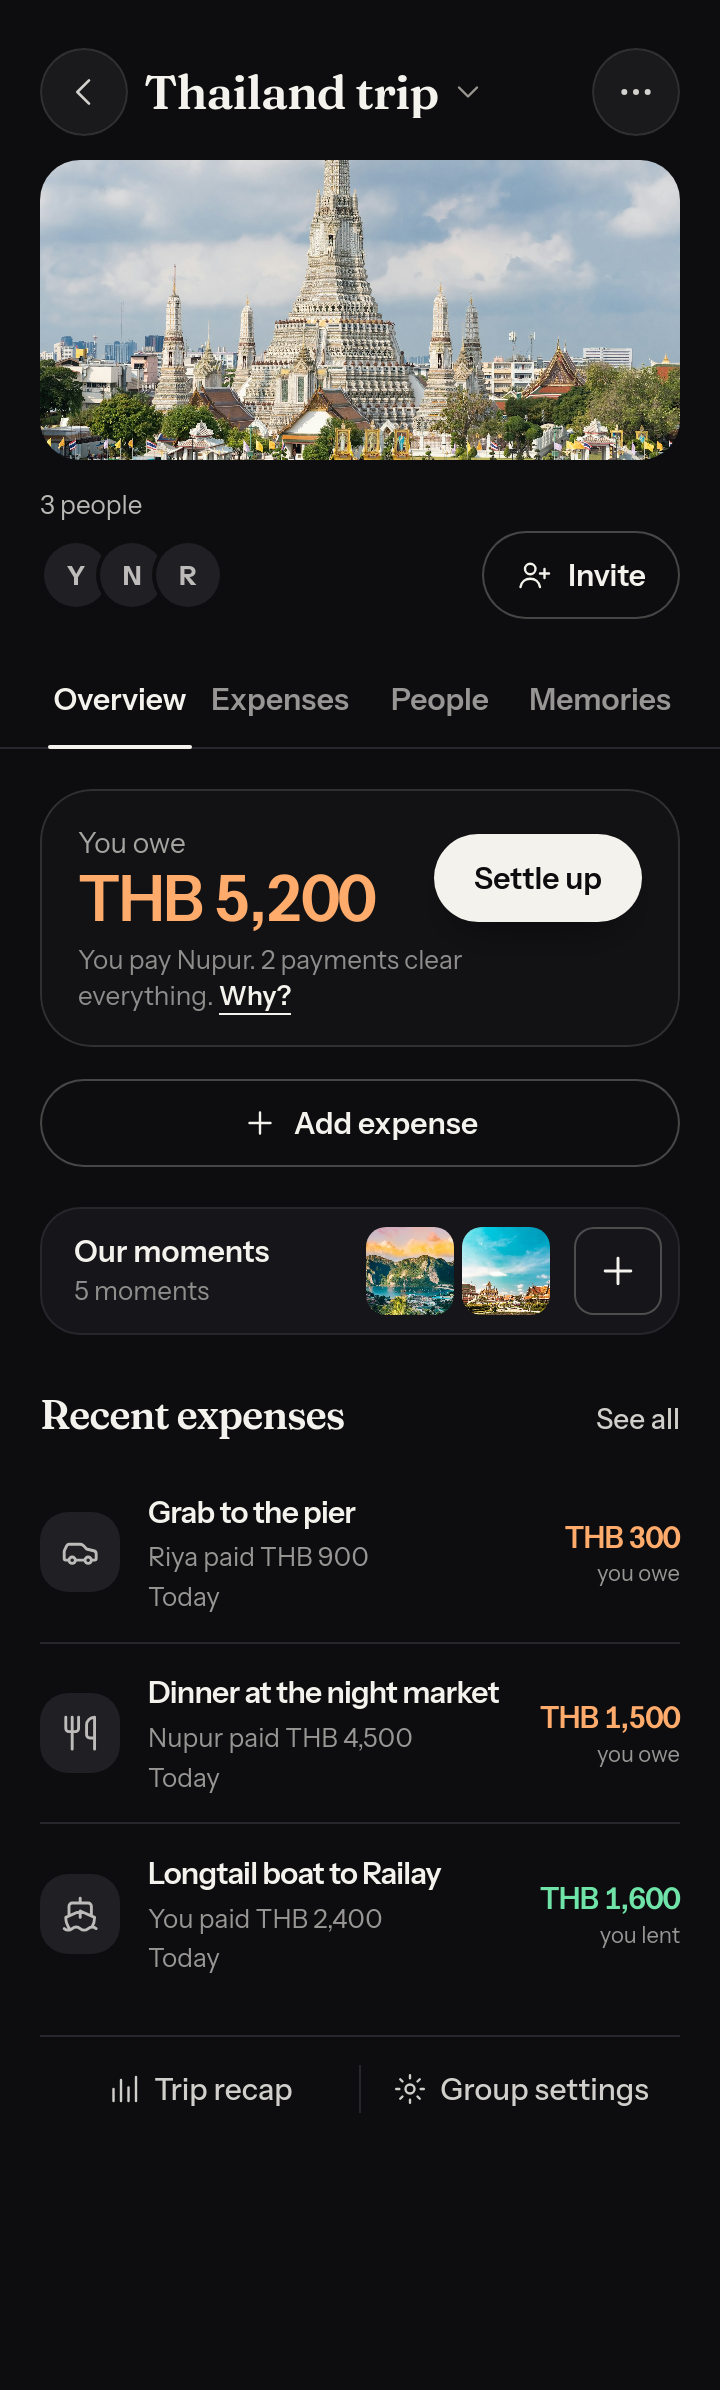 Thailand trip
3 people
Y N R
Invite
Overview Expenses People Memories
You owe
THB 5,200
Settle up
You pay Nupur. 2 payments clear
everything. Why?
Add expense
Our moments
5 moments
Recent expenses
See all
Grab to the pier
Riya paid THB 900
Today
THB 300
you owe
Dinner at the night market
Nupur paid THB 4,500
Today
THB 1,500
you owe
Longtail boat to Railay
You paid THB 2,400
Today
THB 1,600
you lent
Trip recap
Group settings